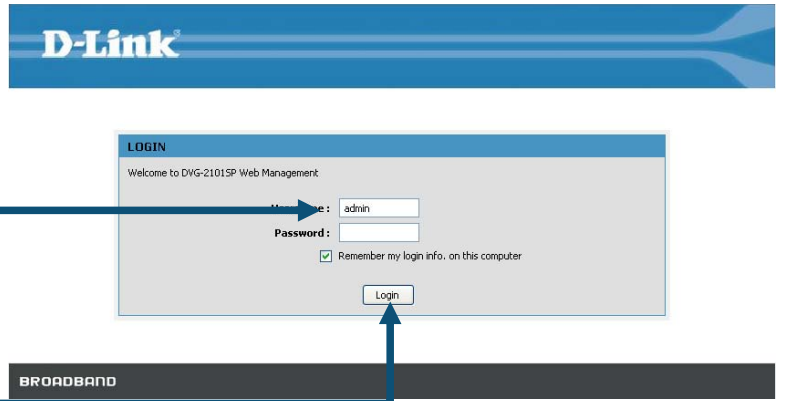 D-Link
LOGIN
Welcome to DVG-2101SP Web Management
admin
Password :
Remember my login info. on this computer
Login
BROADBAND